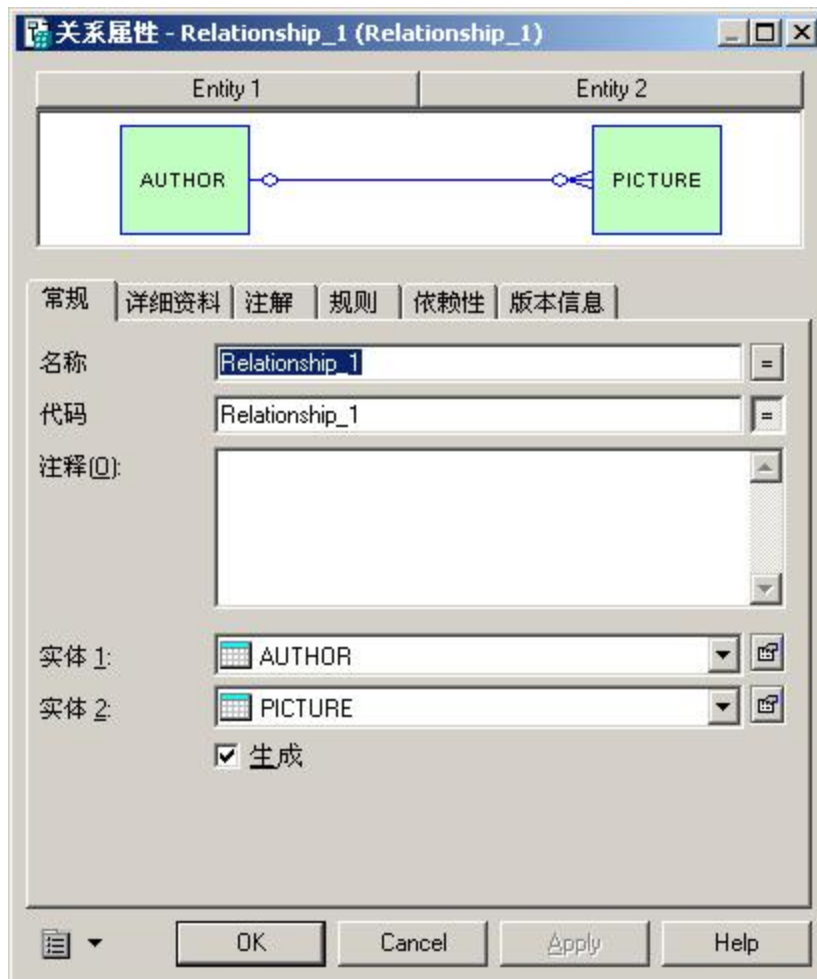 关系属性 - Relationship_1 (Relationship_1)
Entity 1 Entity 2
AUTHOR PICTURE
常规 详细资料 注解 规则 依赖性 版本信息
名称 Relationship_1 =
代码 Relationship_1 =
注释(O):
实体 1: AUTHOR
实体 2: PICTURE
生成
OK Cancel Apply Help